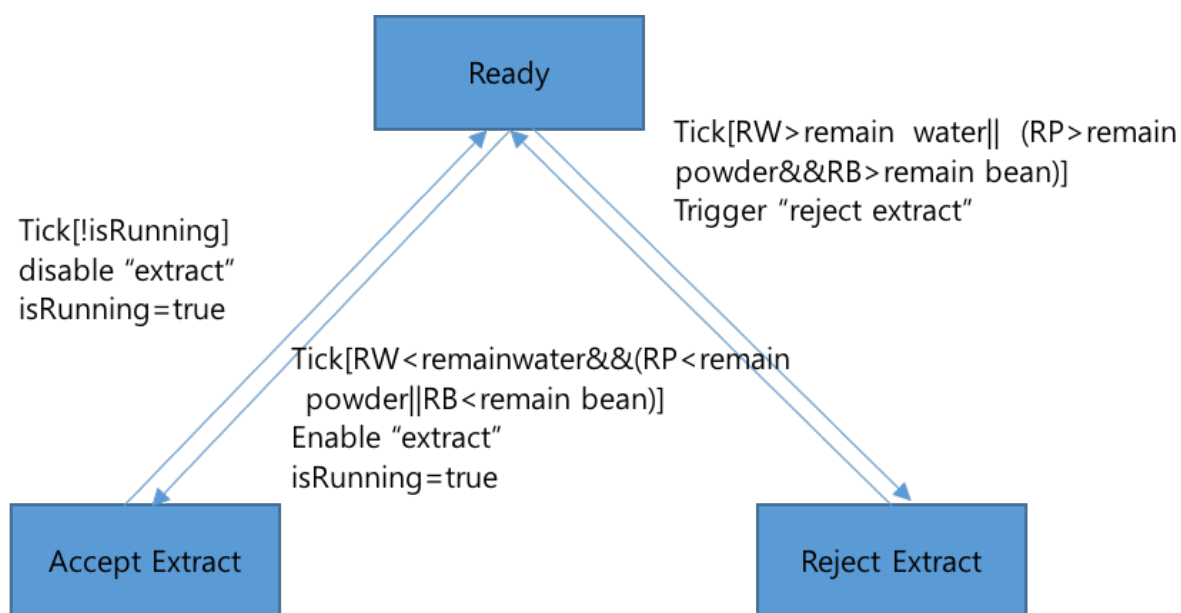 Ready
Tick[RW>remain water|| (RP>remain
powder&&RB>remain bean)]
Trigger “reject extract”
Tick[!isRunning]
disable “extract”
isRunning=true
Tick[RW<remainwater&&(RP<remain
powder||RB<remain bean)]
Enable “extract”
isRunning=true
Accept Extract
Reject Extract